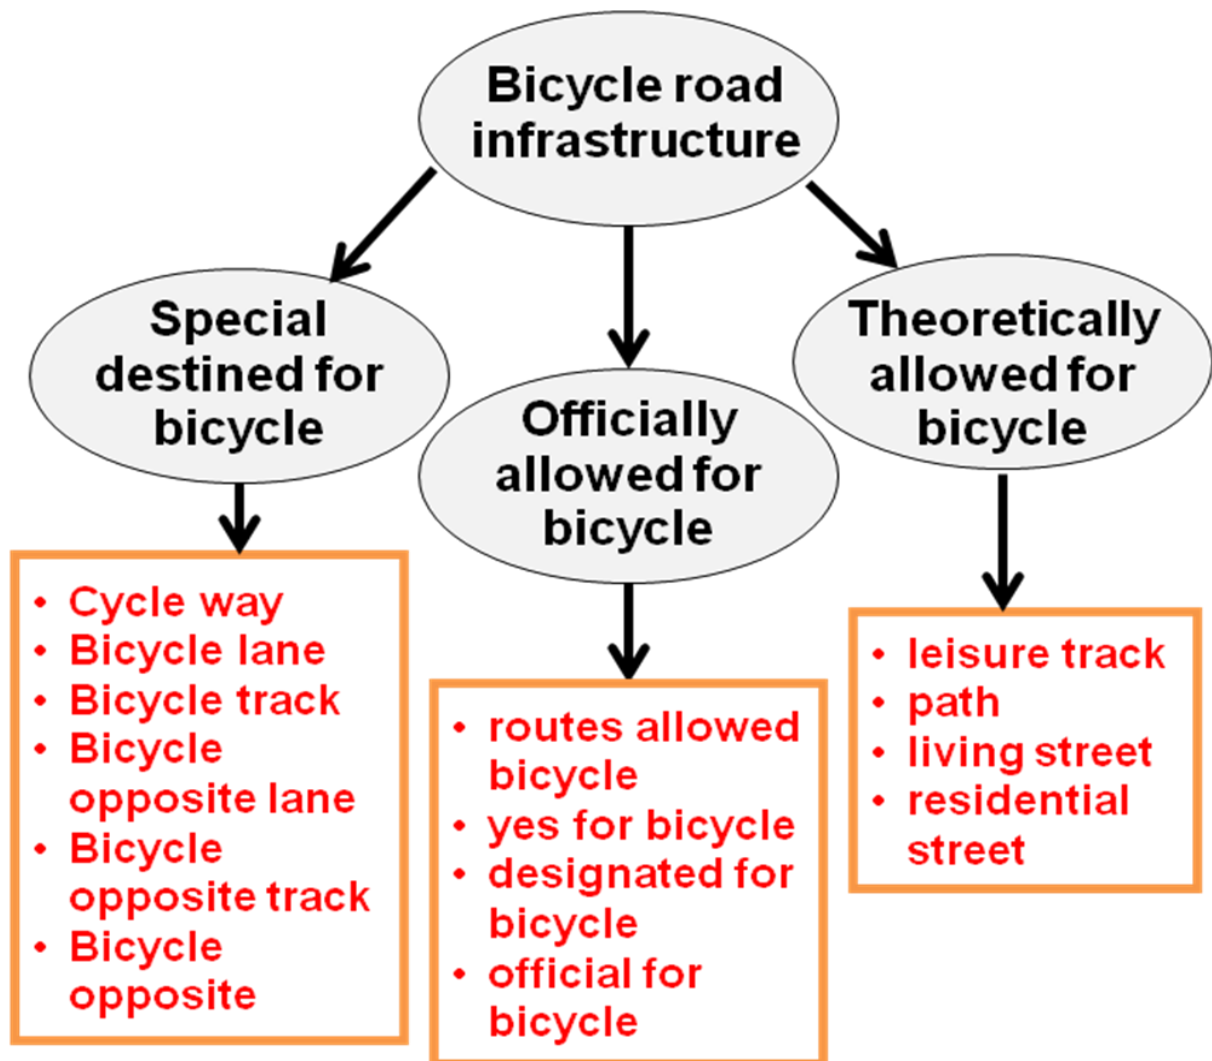 Bicycle road
infrastructure
Special
destined for
bicycle
Officially
allowed for
bicycle
Theoretically
allowed for
bicycle
• Cycle way
• Bicycle lane
• Bicycle track
• Bicycle
opposite lane
• Bicycle
opposite track
• Bicycle
opposite
• routes allowed
bicycle
• yes for bicycle
• designated for
bicycle
• official for
bicycle
• leisure track
• path
• living street
• residential
street